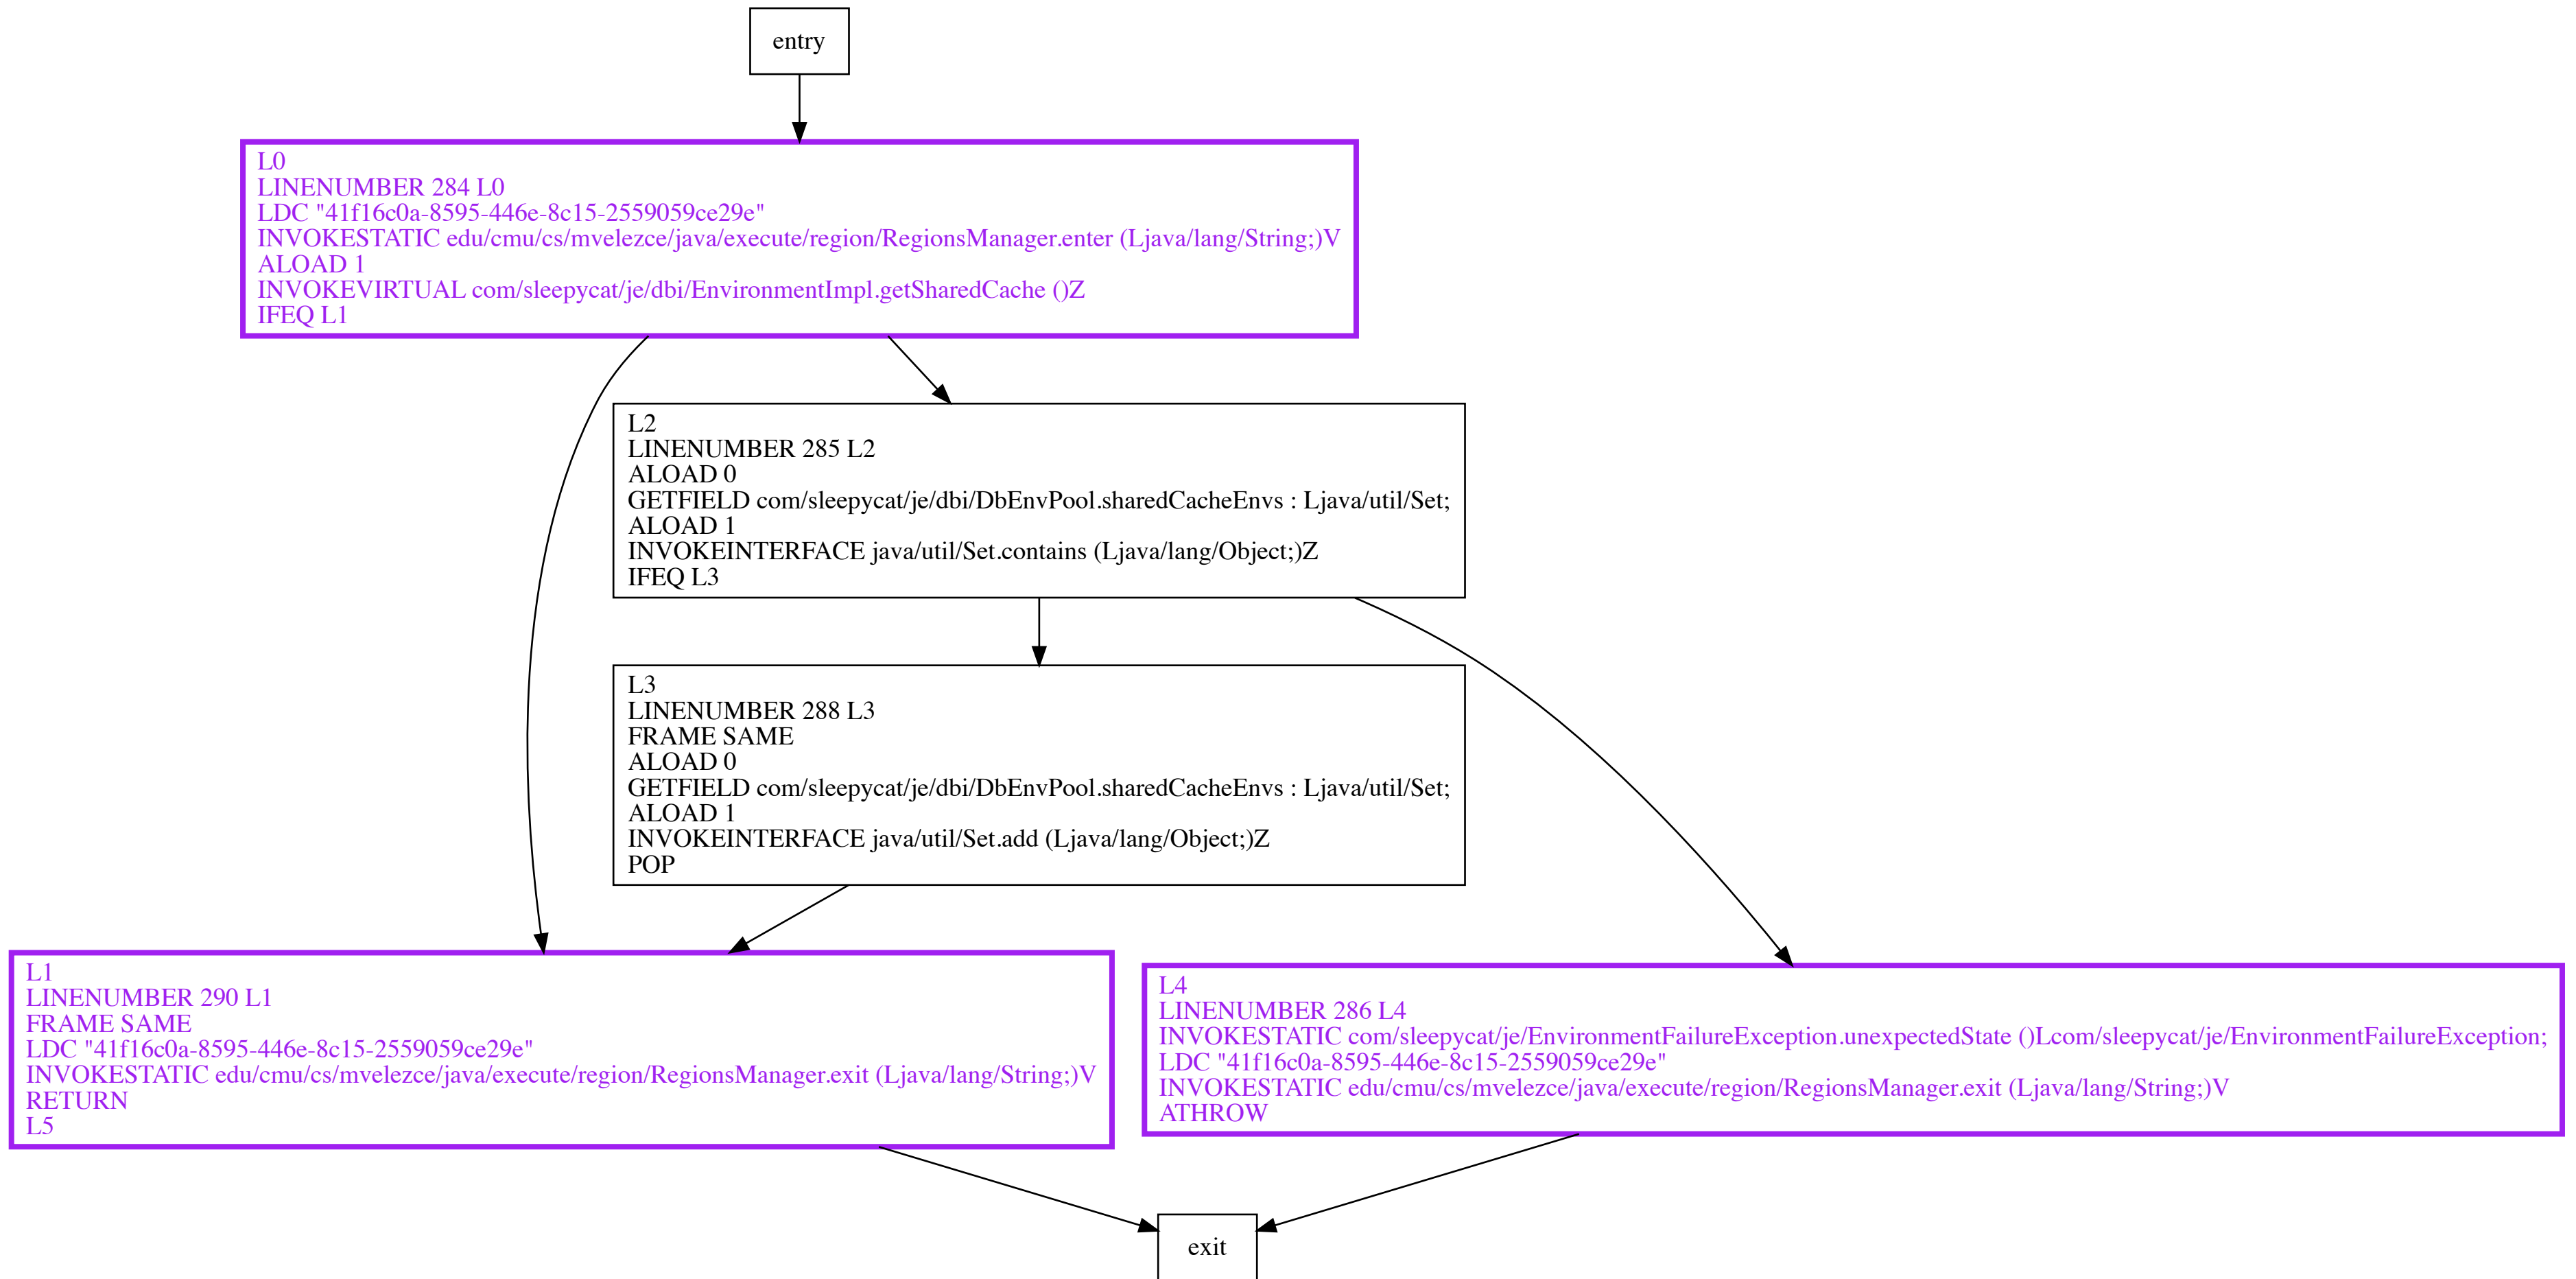 entry
L0
LINENUMBER 284 L0
LDC "41f16c0a-8595-446e-8c15-2559059ce29e"
INVOKESTATIC edu/cmu/cs/mvelezce/java/execute/region/RegionsManager.enter (Ljava/lang/String;)V
ALOAD 1
INVOKEVIRTUAL com/sleepycat/je/dbi/EnvironmentImpl.getSharedCache ()Z
IFEQ L1
L2
LINENUMBER 285 L2
ALOAD 0
GETFIELD com/sleepycat/je/dbi/DbEnvPool.sharedCacheEnvs : Ljava/util/Set;
ALOAD 1
INVOKEINTERFACE java/util/Set.contains (Ljava/lang/Object;)Z
IFEQ L3
L3
LINENUMBER 288 L3
FRAME SAME
ALOAD 0
GETFIELD com/sleepycat/je/dbi/DbEnvPool.sharedCacheEnvs : Ljava/util/Set;
ALOAD 1
INVOKEINTERFACE java/util/Set.add (Ljava/lang/Object;)Z
POP
L1
LINENUMBER 290 L1
FRAME SAME
LDC "41f16c0a-8595-446e-8c15-2559059ce29e"
INVOKESTATIC edu/cmu/cs/mvelezce/java/execute/region/RegionsManager.exit (Ljava/lang/String;)V
RETURN
L5
L4
LINENUMBER 286 L4
INVOKESTATIC com/sleepycat/je/EnvironmentFailureException.unexpectedState ()Lcom/sleepycat/je/EnvironmentFailureException;
LDC "41f16c0a-8595-446e-8c15-2559059ce29e"
INVOKESTATIC edu/cmu/cs/mvelezce/java/execute/region/RegionsManager.exit (Ljava/lang/String;)V
ATHROW
exit